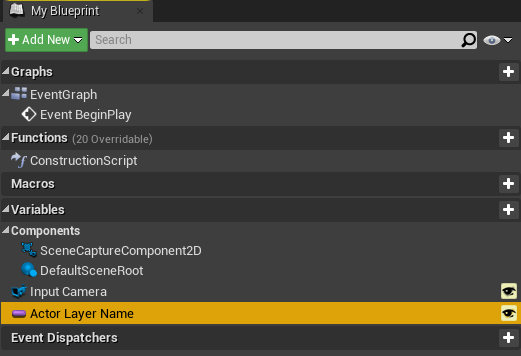 My Blueprint
Add New Search
Graphs
EventGraph
Event BeginPlay
Functions (20 Overridable)
ConstructionScript
Macros
Variables
Components
SceneCaptureComponent2D
DefaultSceneRoot
Input Camera
Actor Layer Name
Event Dispatchers